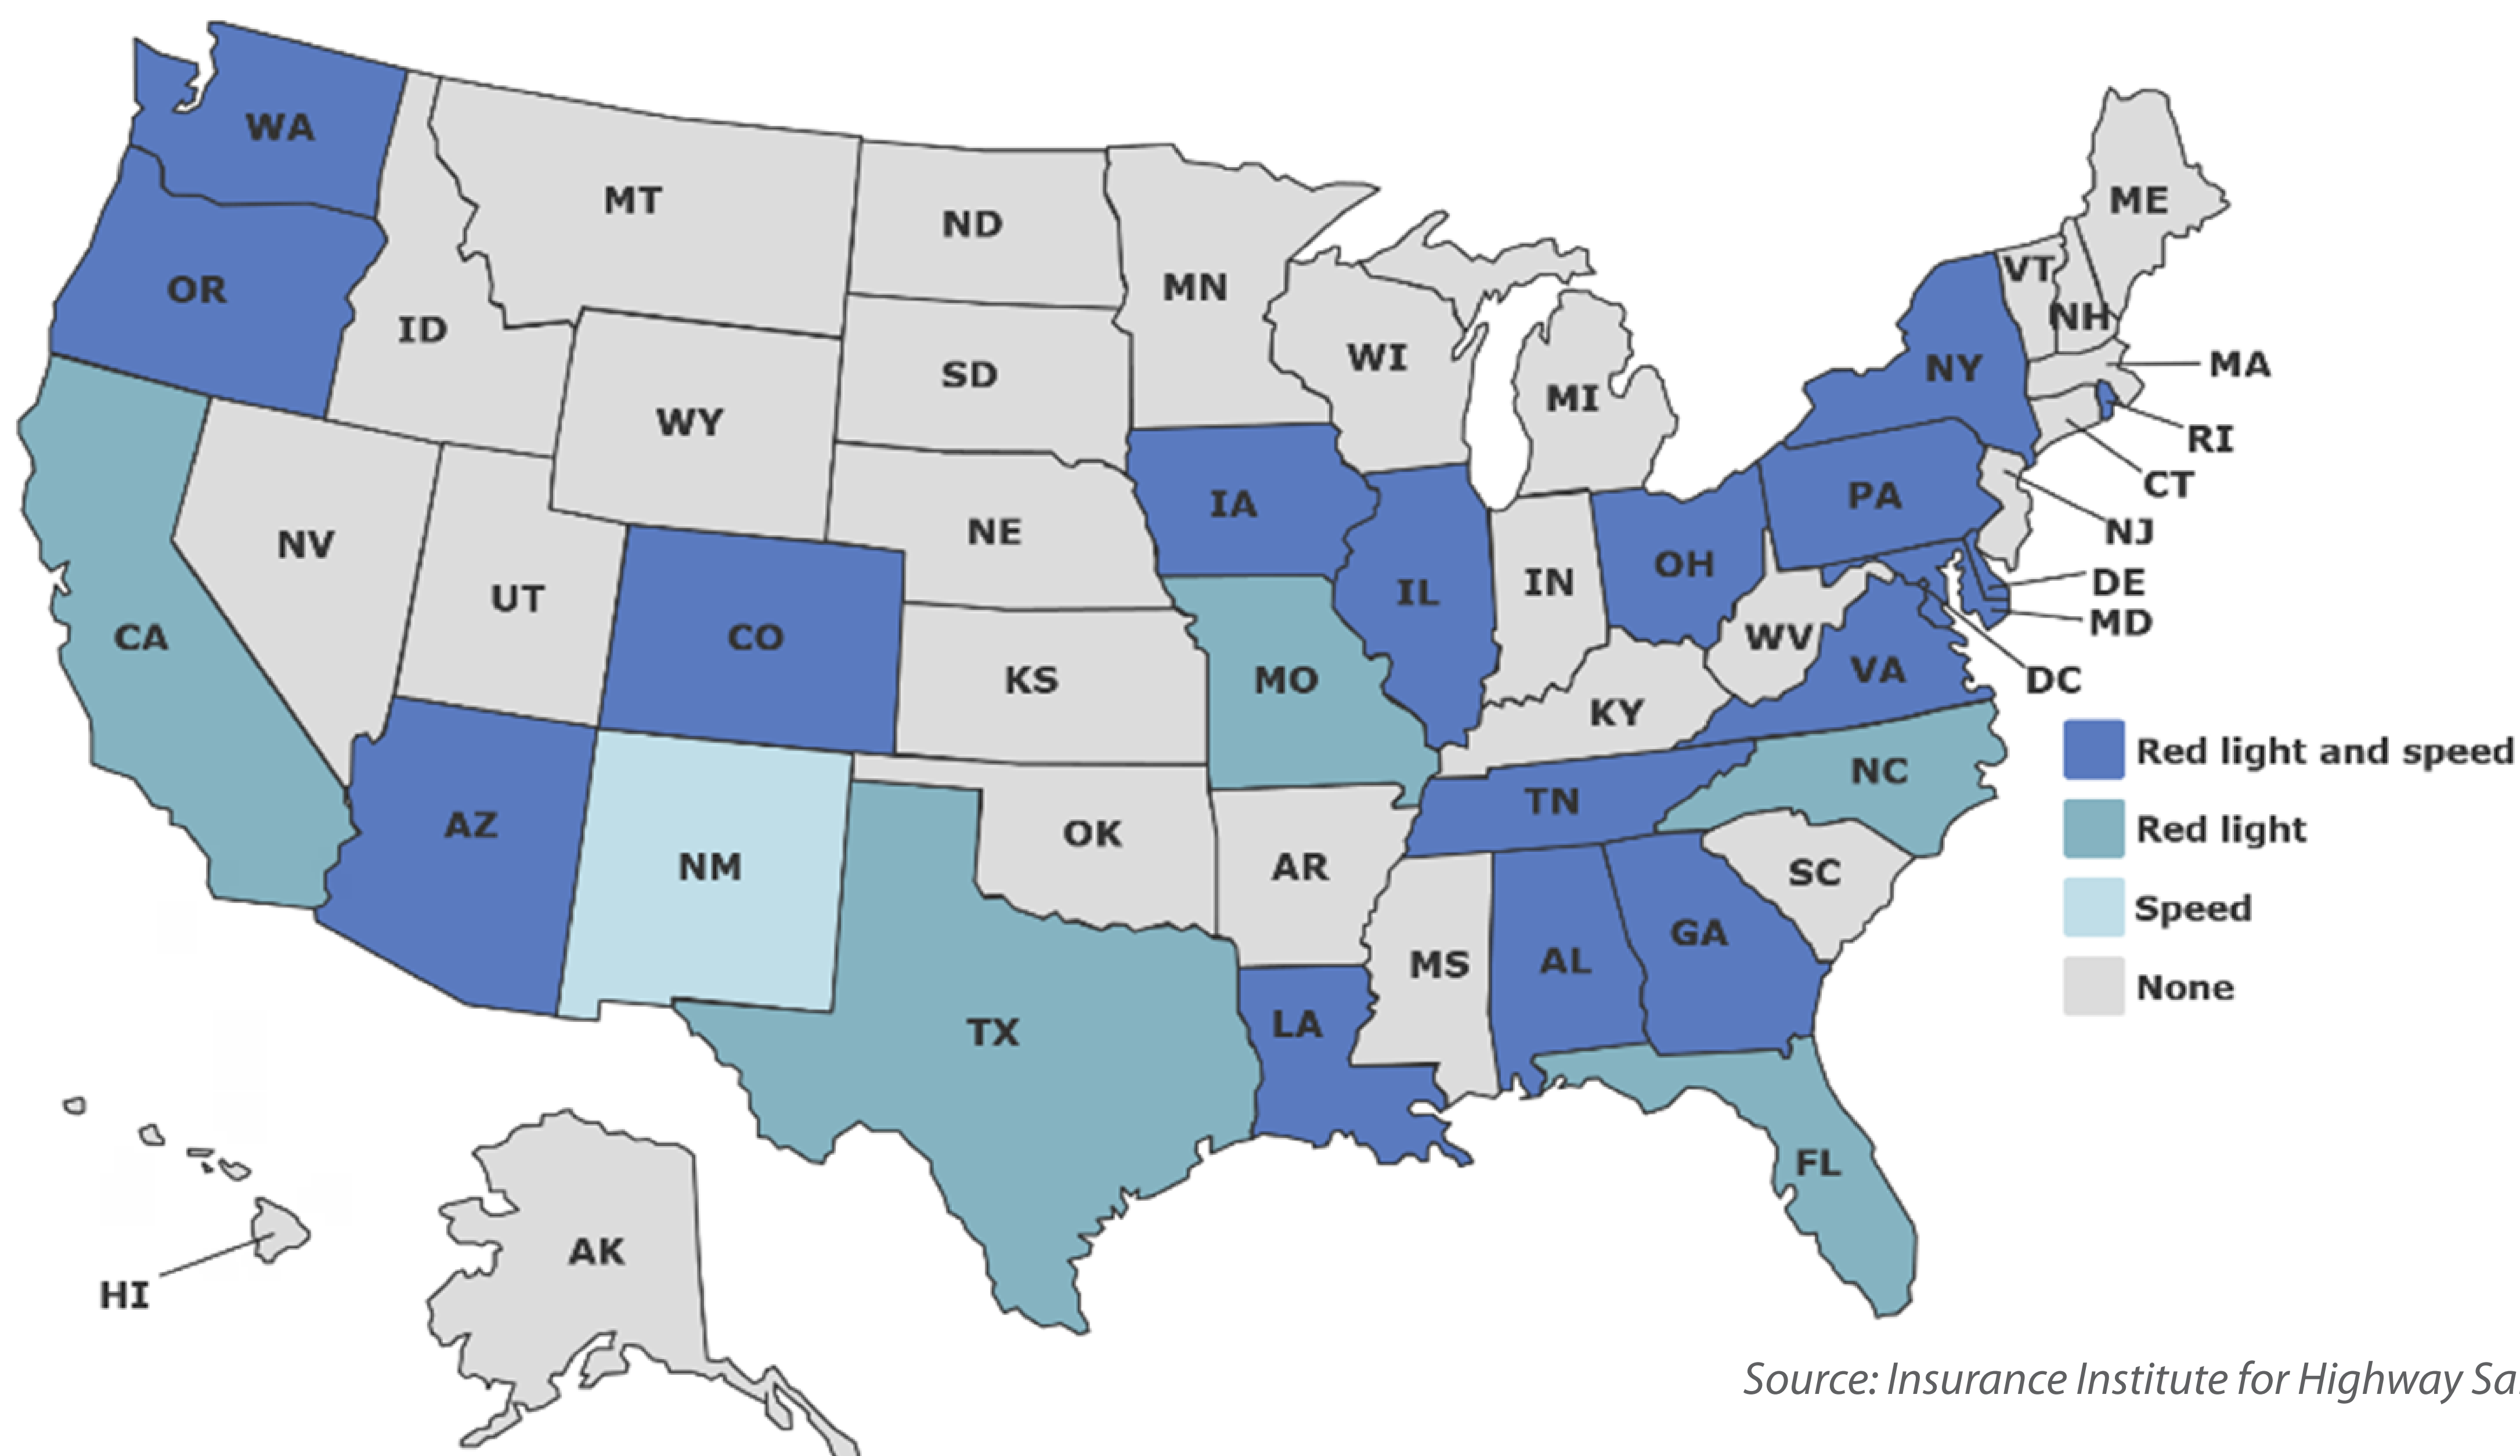 WA
MT
ND
MN
ME
VT
NH
OR
ID
SD
WI
MI
NY
MA
RI
CT
WY
IA
PA
NJ
NV
NE
UT
CO
IL
IN
OH
DE
MD
WV
VA
DC
CA
KS
MO
KY
Red light and speed
NC
TN
Red light
AZ
NM
OK
AR
SC
Speed
MS
AL
GA
None
TX
LA
FL
AK
HI
Source: Insurance Institute for Highway Sa